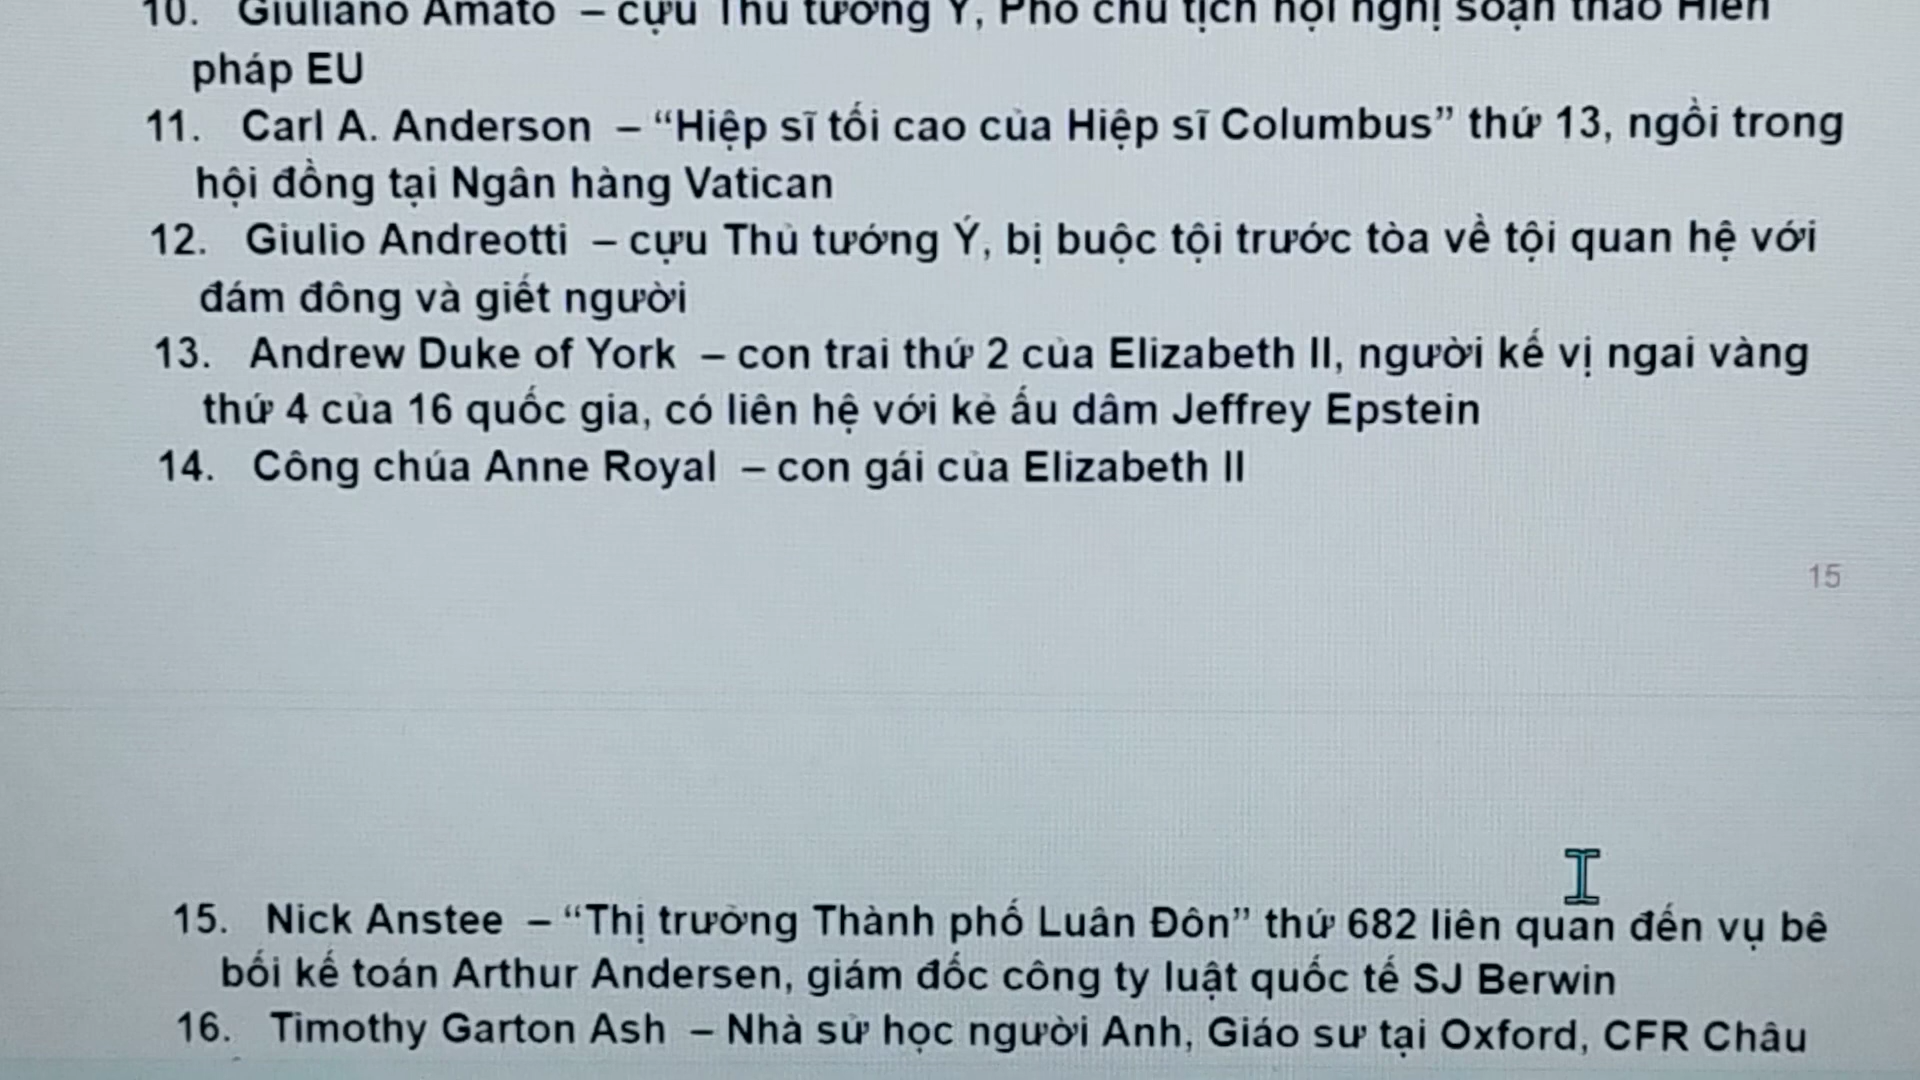 10. Giuliano Amato – cựu Thủ tướng Ý, Phó chủ tịch hội nghị soạn thảo Hiến
pháp EU
11. Carl A. Anderson – “Hiệp sĩ tối cao của Hiệp sĩ Columbus” thứ 13, ngồi trong
hội đồng tại Ngân hàng Vatican
12. Giulio Andreotti – cựu Thủ tướng Ý, bị buộc tội trước tòa về tội quan hệ với
đám đông và giết người
13. Andrew Duke of York – con trai thứ 2 của Elizabeth II, người kế vị ngai vàng
thứ 4 của 16 quốc gia, có liên hệ với kẻ ấu dâm Jeffrey Epstein
14. Công chúa Anne Royal – con gái của Elizabeth II
15
15. Nick Anstee – “Thị trưởng Thành phố Luân Đôn” thứ 682 liên quan đến vụ bê
bối kế toán Arthur Andersen, giám đốc công ty luật quốc tế SJ Berwin
16. Timothy Garton Ash – Nhà sử học người Anh, Giáo sư tại Oxford, CFR Châu